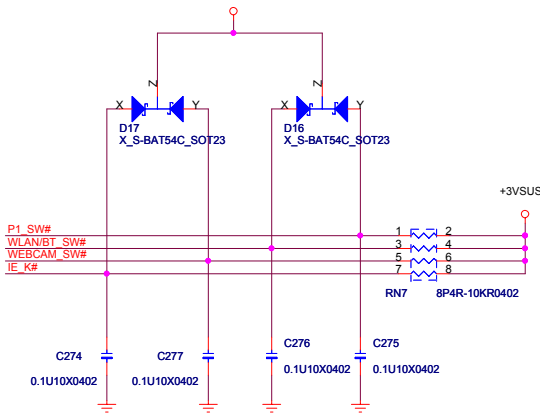 Z Z
X Y X Y
D17 D16
X_S-BAT54C_SOT23 X_S-BAT54C_SOT23
+3VSUS
P1_SW# 1 2
WLAN/BT_SW# 3 4
WEBCAM_SW# 5 6
IE_K# 7 8
RN7 8P4R-10KR0402
C274 C277 C276 C275
0.1U10X0402 0.1U10X0402 0.1U10X0402 0.1U10X0402